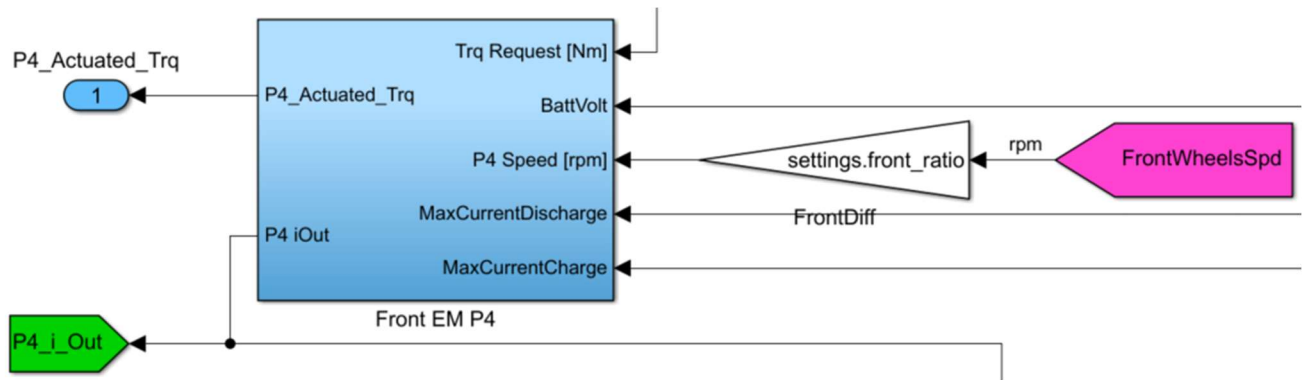 Trq Request [Nm]
P4_Actuated_Trq
1
P4_Actuated_Trq
BattVolt
P4 Speed [rpm]
settings.front_ratio
rpm
FrontWheelsSpd
MaxCurrentDischarge
FrontDiff
P4 iOut
MaxCurrentCharge
Front EM P4
P4_i_Out